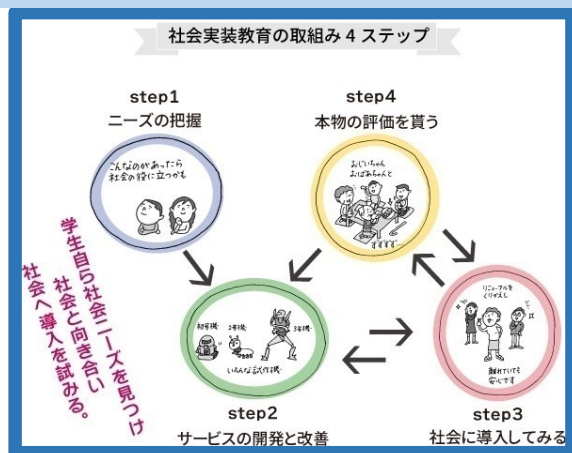 社会実装教育の取組み4ステップ
step1
ニーズの把握
こんなのがあったら
社会の役に立つかも
step4
本物の評価を貰う
おじいちゃん
おばあちゃんと
すすすず…
学生自ら社会ニーズを見つけ
社会と向き合い
社会へ導入を試みる。
初号機
2号機
3号機
いろんな試作機
step2
サービスの開発と改善
リニューアルを
くりかえし
離れていても
安心です
step3
社会に導入してみる